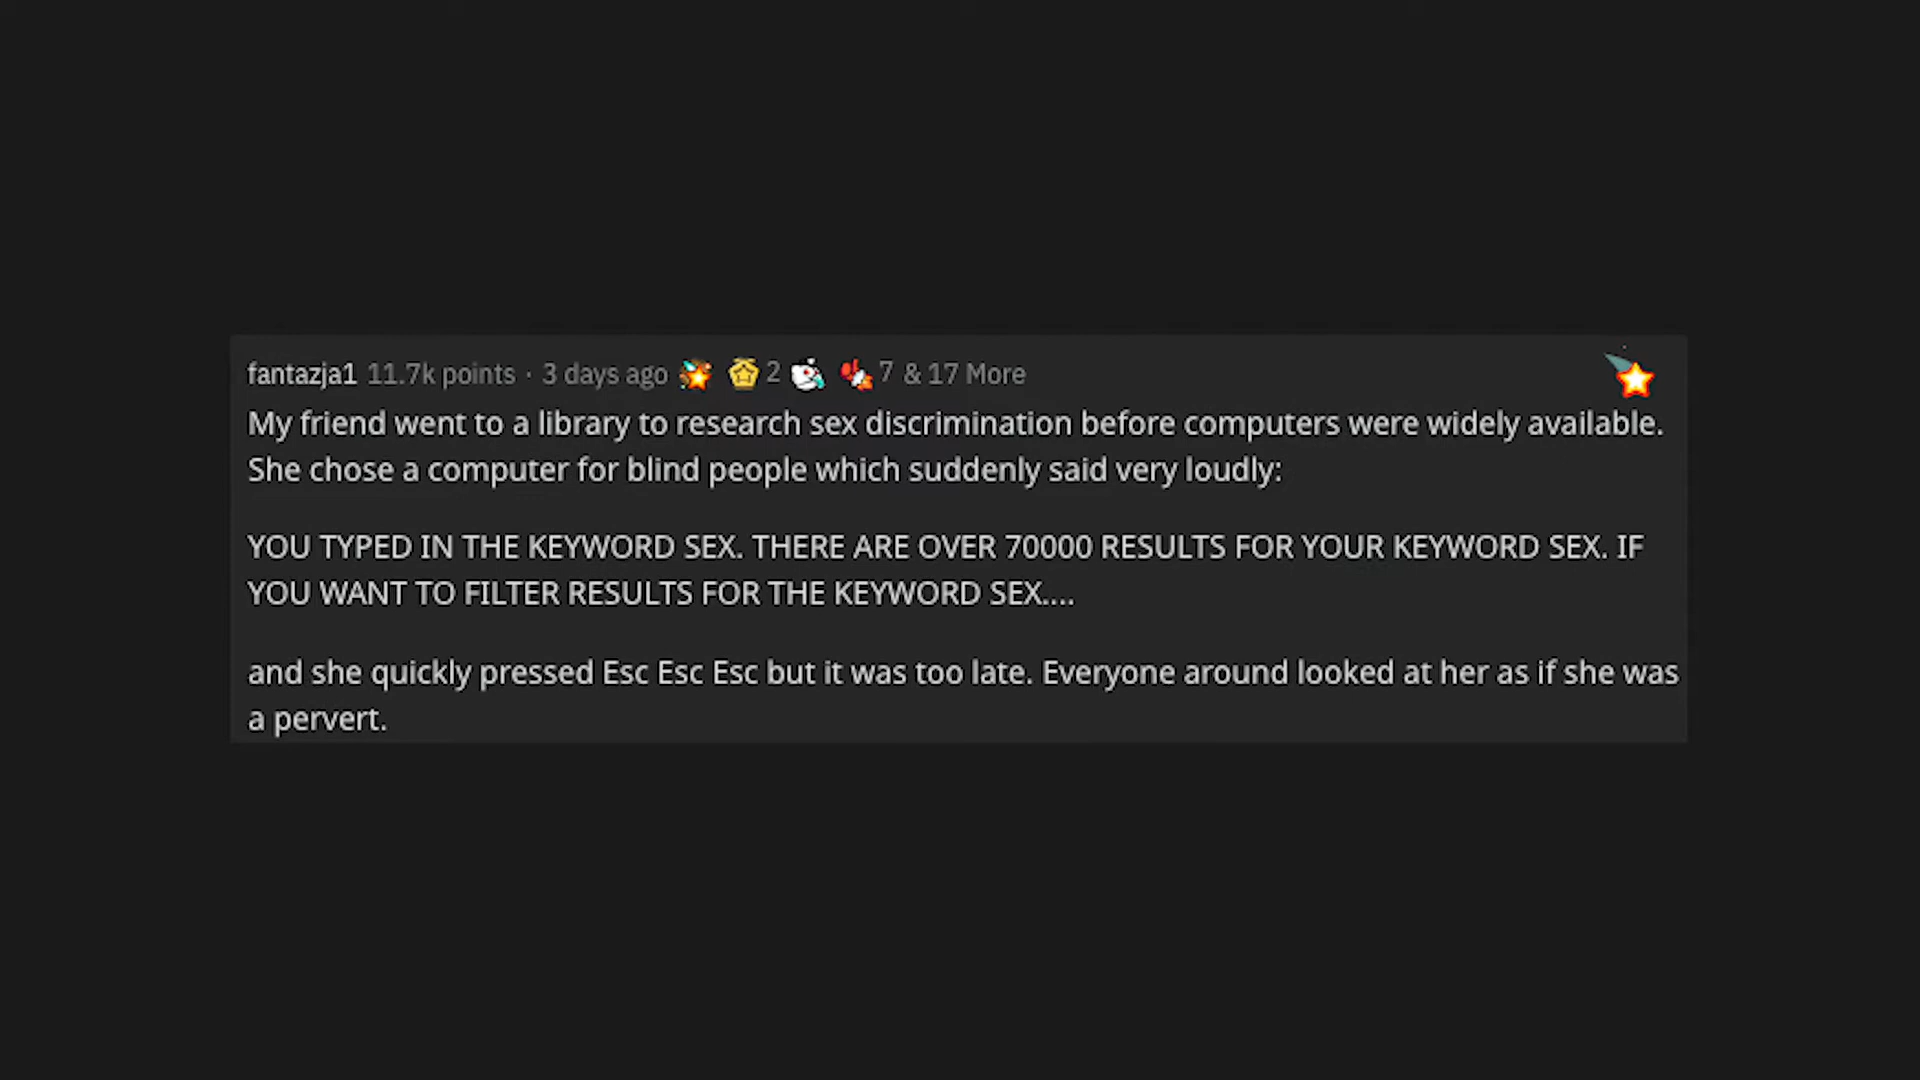 fantazja1 11.7k points · 3 days ago 2 7 & 17 More
My friend went to a library to research sex discrimination before computers were widely available.
She chose a computer for blind people which suddenly said very loudly:
YOU TYPED IN THE KEYWORD SEX. THERE ARE OVER 70000 RESULTS FOR YOUR KEYWORD SEX. IF
YOU WANT TO FILTER RESULTS FOR THE KEYWORD SEX....
and she quickly pressed Esc Esc Esc but it was too late. Everyone around looked at her as if she was
a pervert.